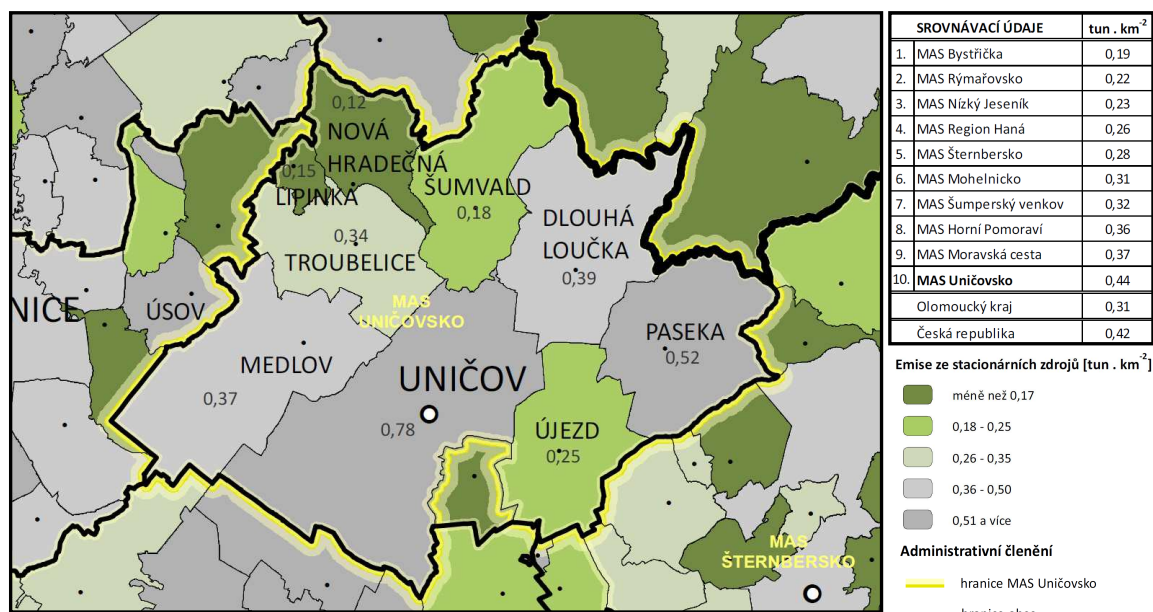 0,12
NOVÁ
HRADEČNÁ
0,15
LIPINKA
ŠUMVALD
0,18
DLOUHÁ
LOUČKA
0,39
0,34
TROUBELICE
MAS
UNIČOVSKO
NICE
ÚSOV
MEDLOV
0,37
PASEKA
0,52
UNIČOV
0,78
ÚJEZD
0,25
MAS
ŠTERNBERSKO
SROVNÁVACÍ ÚDAJE tun . km-2
1. MAS Bystřička 0,19
2. MAS Rýmařovsko 0,22
3. MAS Nízký Jeseník 0,23
4. MAS Region Haná 0,26
5. MAS Šternbersko 0,28
6. MAS Mohelnicko 0,31
7. MAS Šumperský venkov 0,32
8. MAS Horní Pomoraví 0,36
9. MAS Moravská cesta 0,37
10. MAS Uničovsko 0,44
Olomoucký kraj 0,31
Česká republika 0,42
Emise ze stacionárních zdrojů [tun . km-2]
méně než 0,17
0,18 - 0,25
0,26 - 0,35
0,36 - 0,50
0,51 a více
Administrativní členění
hranice MAS Uničovsko